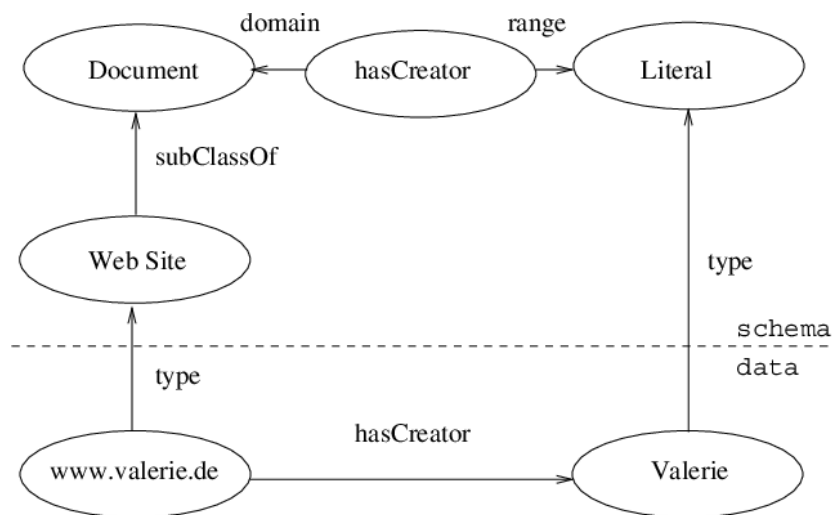 domain
range
Document
hasCreator
Literal
subClassOf
Web Site
type
schema
data
type
hasCreator
www.valerie.de
Valerie